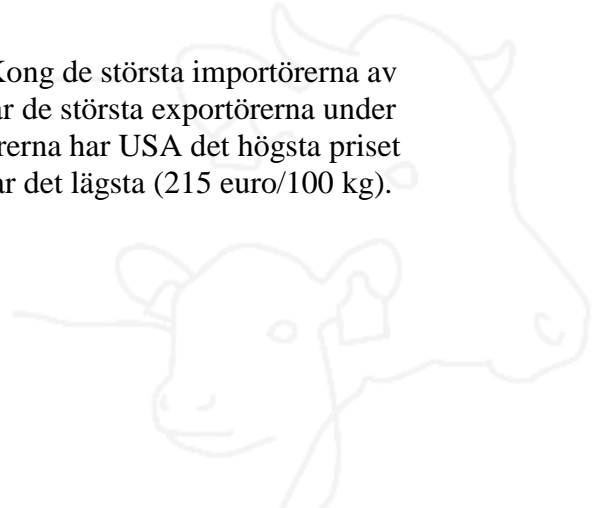 Kong de största importörerna av
ar de största exportörerna under
rerna har USA det högsta priset
ar det lägsta (215 euro/100 kg).